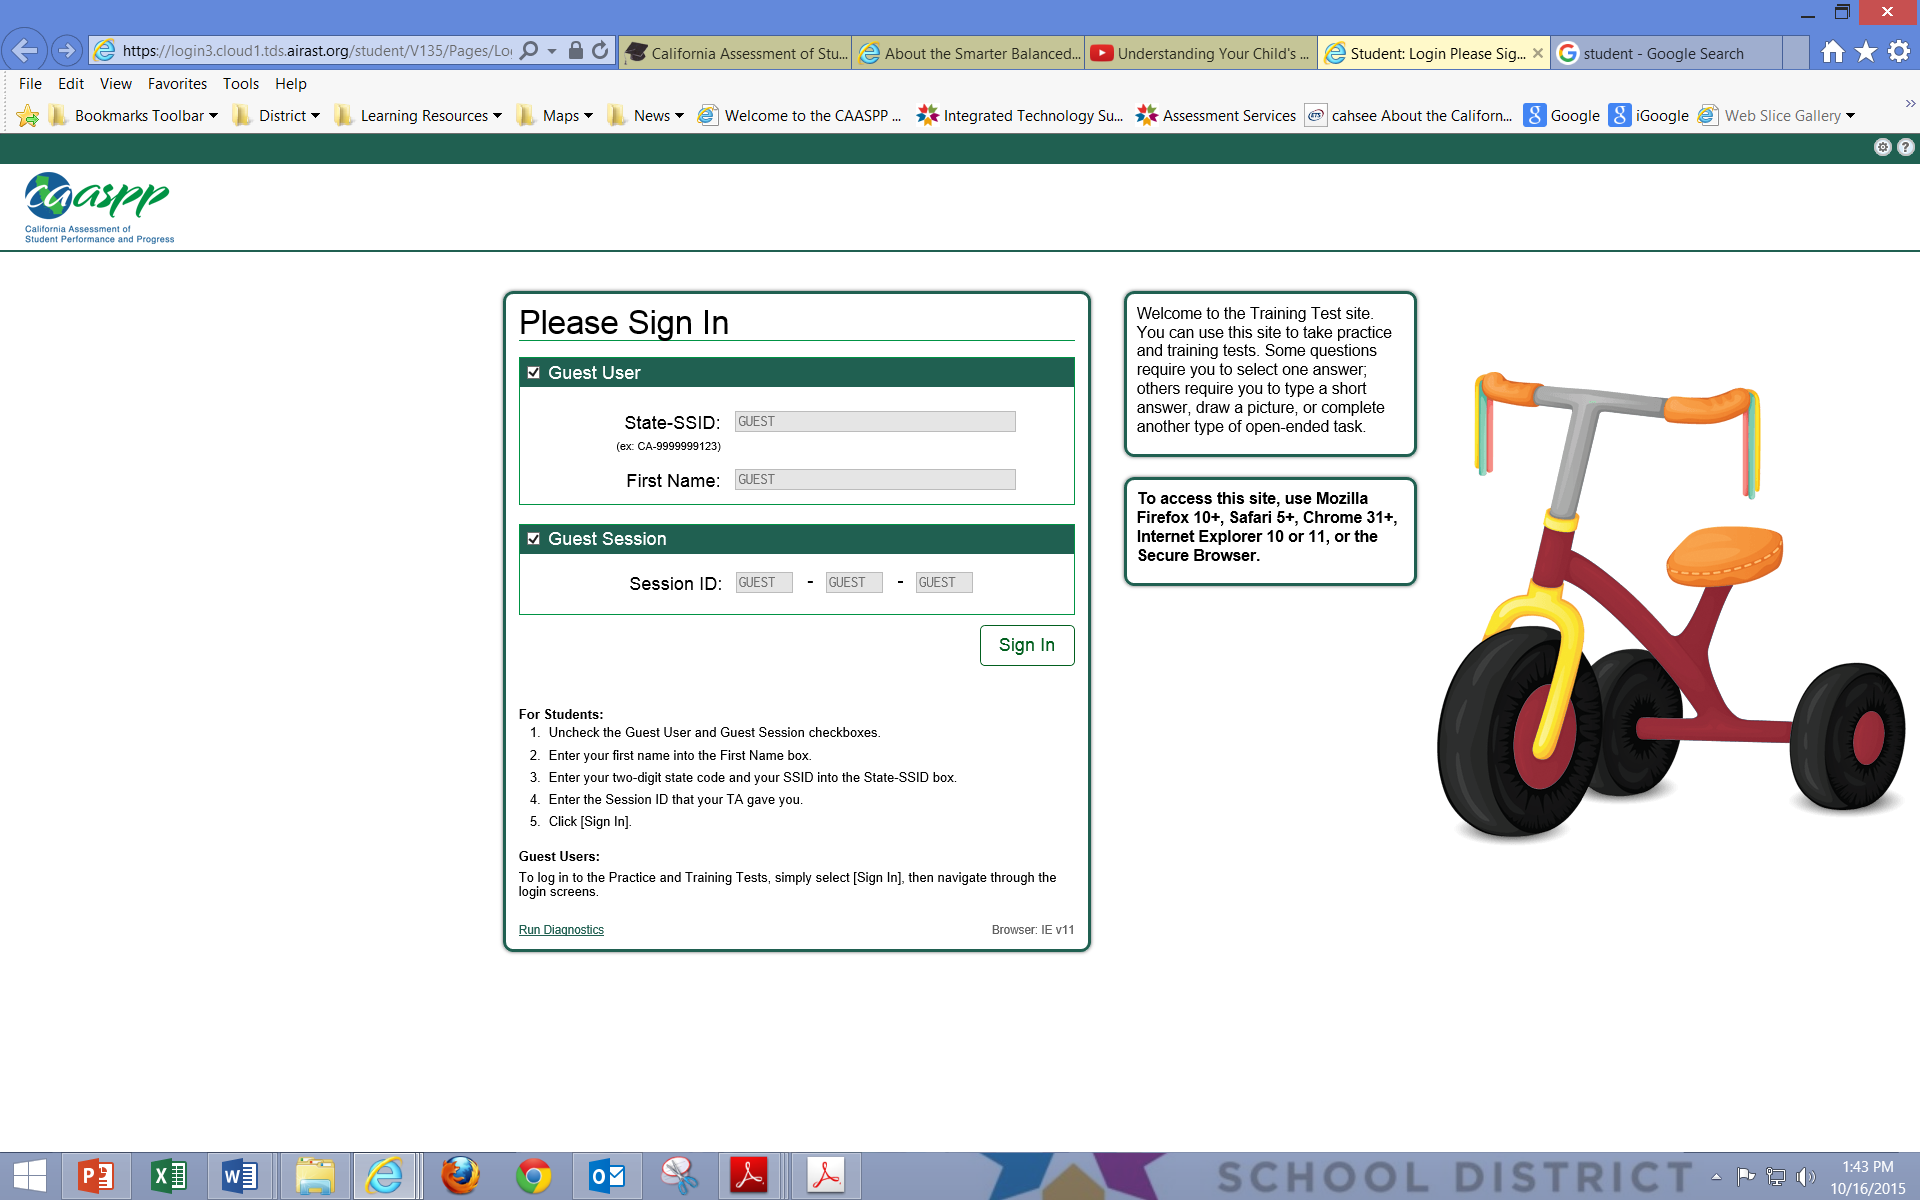 https://login3.cloud1.tds.airast.org/student/V135/Pages/Lo
California Assessment of Stu...
About the Smarter Balanced...
Understanding Your Child's ...
Student: Login Please Sig...
student - Google Search
File Edit View Favorites Tools Help
Bookmarks Toolbar
District
Learning Resources
Maps
News
Welcome to the CAASPP ...
Integrated Technology Su...
Assessment Services
cahsee About the Californ...
Google
iGoogle
Web Slice Gallery
caaspp
California Assessment of
Student Performance and Progress
Please Sign In
Guest User
State-SSID: GUEST
(ex: CA-9999999123)
First Name: GUEST
Guest Session
Session ID: GUEST - GUEST - GUEST
Sign In
For Students:
1. Uncheck the Guest User and Guest Session checkboxes.
2. Enter your first name into the First Name box.
3. Enter your two-digit state code and your SSID into the State-SSID box.
4. Enter the Session ID that your TA gave you.
5. Click [Sign In].
Guest Users:
To log in to the Practice and Training Tests, simply select [Sign In], then navigate through the
login screens.
Run Diagnostics
Browser: IE v11
Welcome to the Training Test site.
You can use this site to take practice
and training tests. Some questions
require you to select one answer;
others require you to type a short
answer, draw a picture, or complete
another type of open-ended task.
To access this site, use Mozilla
Firefox 10+, Safari 5+, Chrome 31+,
Internet Explorer 10 or 11, or the
Secure Browser.
SCHOOL DISTRICT
1:43 PM
10/16/2015